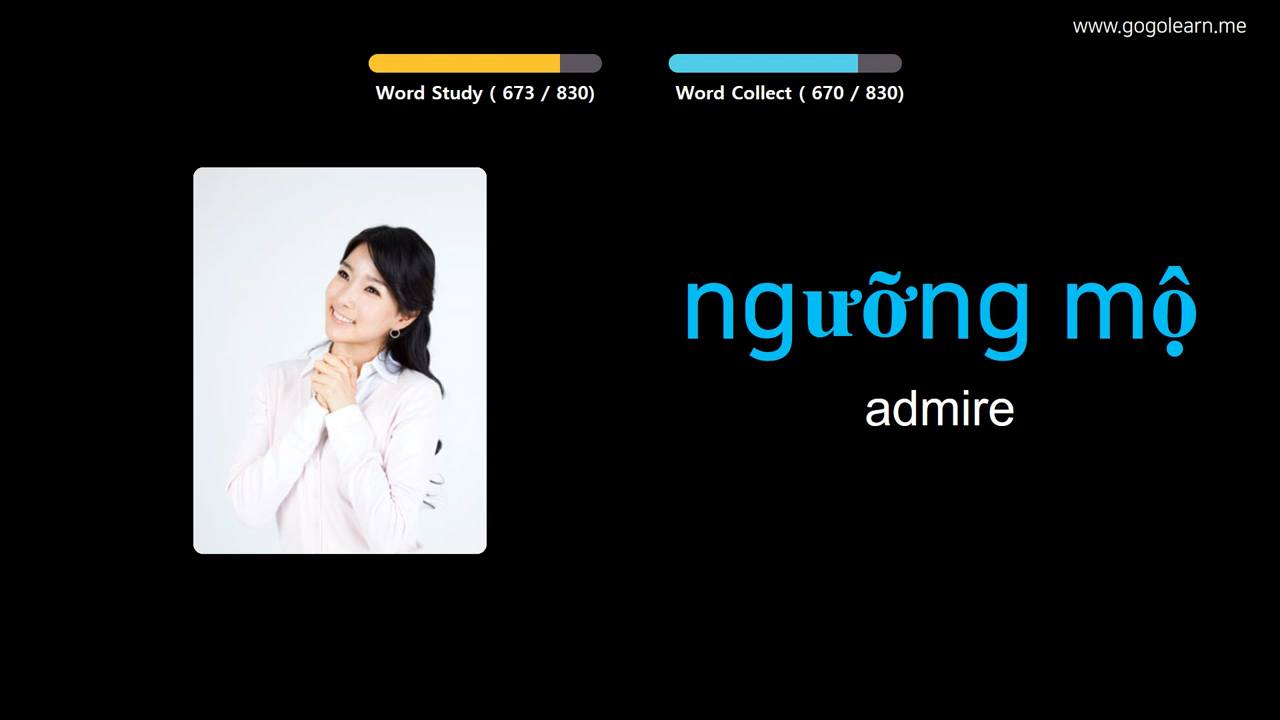 www.gogolearn.me
Word Study ( 673 / 830)
Word Collect ( 670 / 830)
ngưỡng mộ
admire